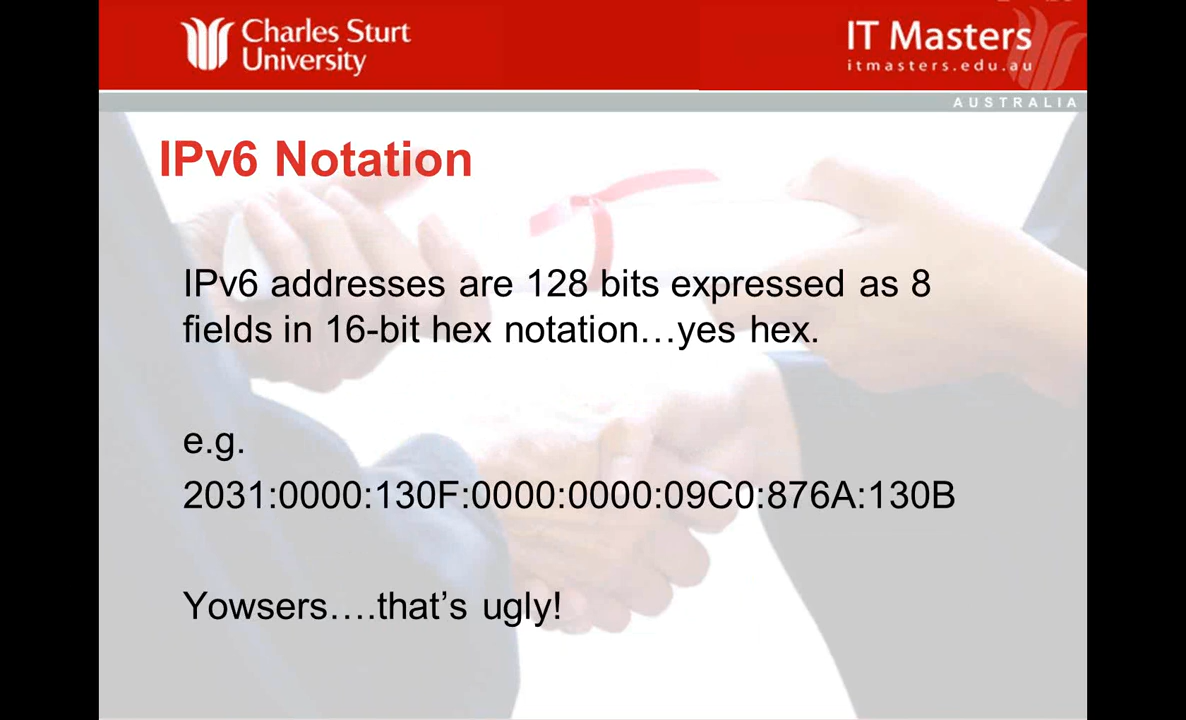 Charles Sturt
University
IT Masters
itmasters.edu.au
AUSTRALIA
IPv6 Notation
IPv6 addresses are 128 bits expressed as 8
fields in 16-bit hex notation…yes hex.
e.g.
2031:0000:130F:0000:0000:09C0:876A:130B
Yowsers….that’s ugly!